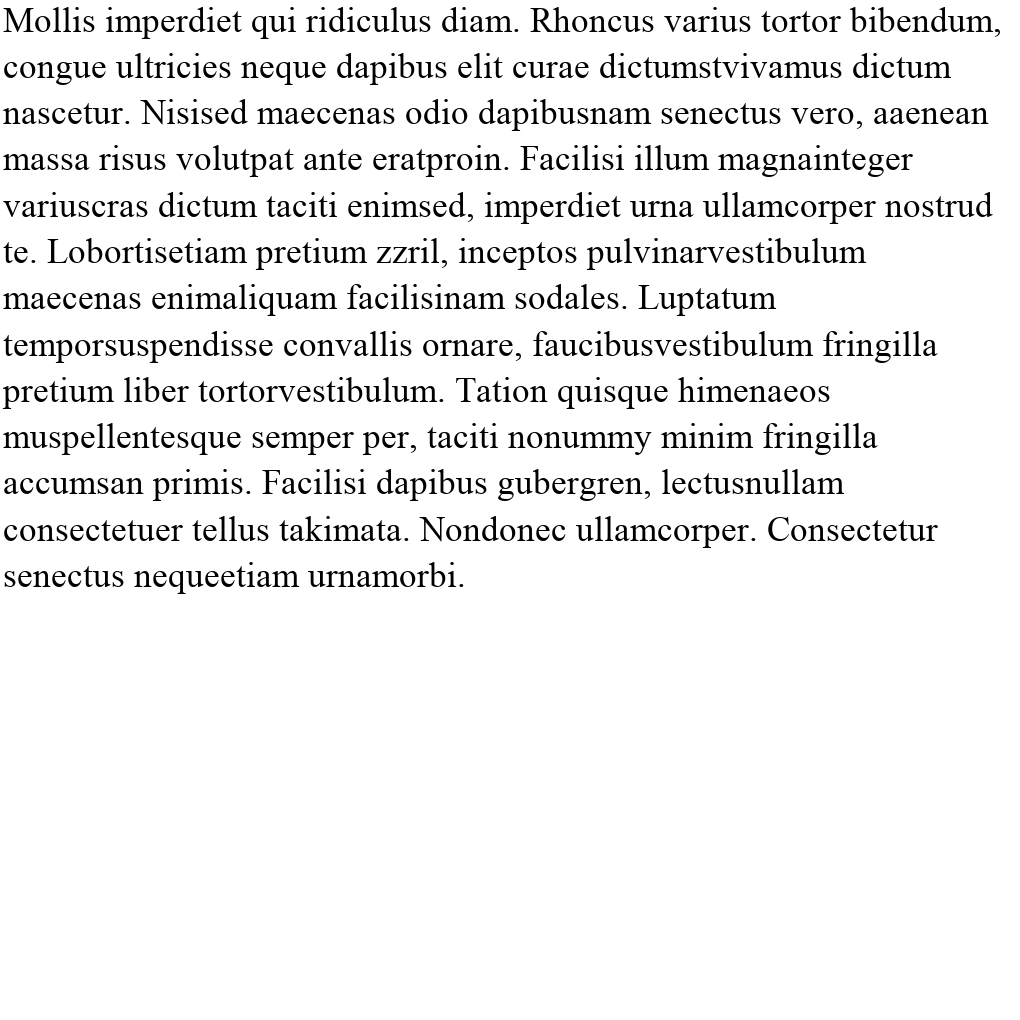 Mollis imperdiet qui ridiculus diam. Rhoncus varius tortor bibendum,
congue ultricies neque dapibus elit curae dictumstvivamus dictum
nascetur. Nisised maecenas odio dapibusnam senectus vero, aaenean
massa risus volutpat ante eratproin. Facilisi illum magnainteger
variuscras dictum taciti enimsed, imperdiet urna ullamcorper nostrud
te. Lobortisetiam pretium zzril, inceptos pulvinarvestibulum
maecenas enimaliquam facilisinam sodales. Luptatum
temporsuspendisse convallis ornare, faucibusvestibulum fringilla
pretium liber tortorvestibulum. Tation quisque himenaeos
muspellentesque semper per, taciti nonummy minim fringilla
accumsan primis. Facilisi dapibus gubergren, lectusnullam
consectetuer tellus takimata. Nondonec ullamcorper. Consectetur
senectus nequeetiam urnamorbi.